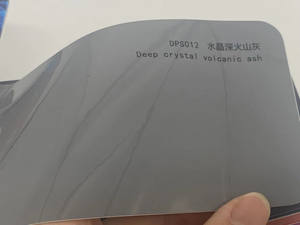 DPS012 水晶深火山灰
Deep crystal volcanic ash